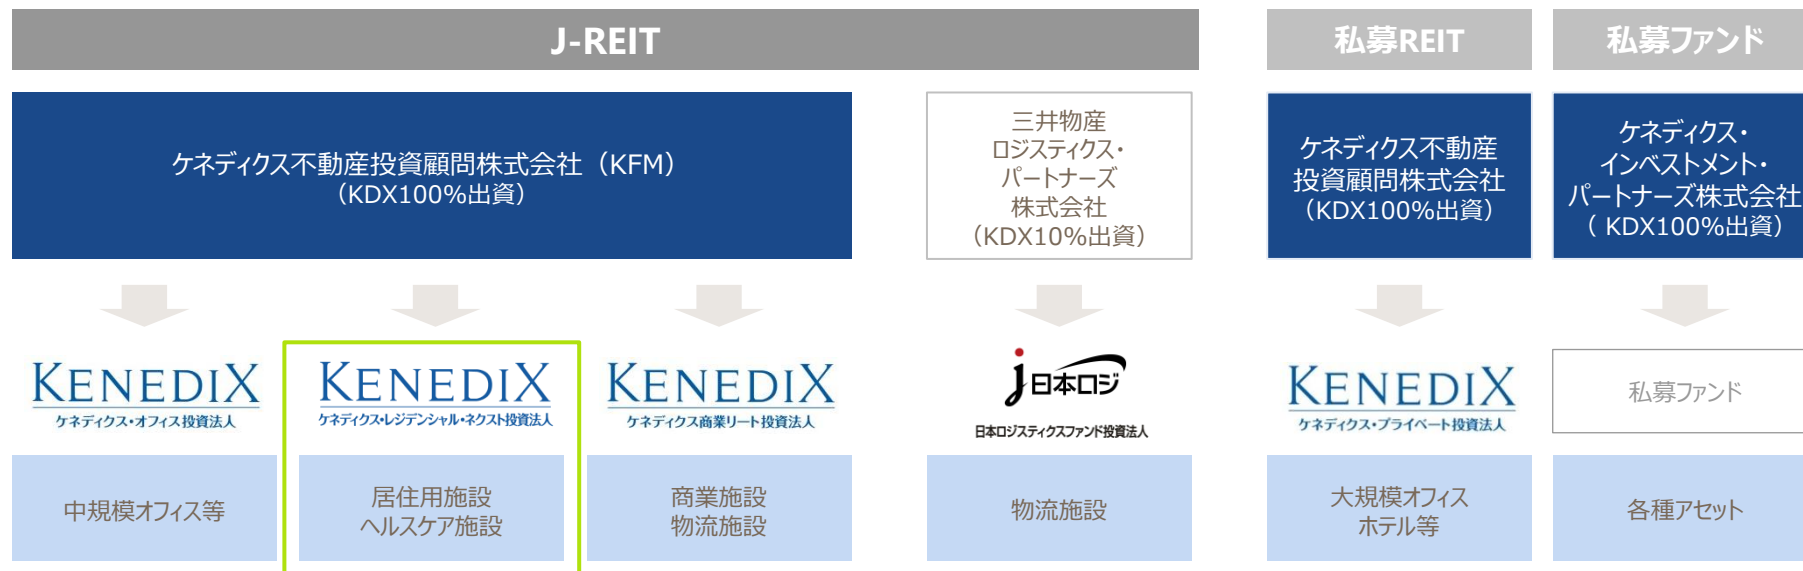 J-REIT
私募REIT
私募ファンド
ケネディクス不動産投資顧問株式会社（KFM）
（KDX100%出資）
三井物産
ロジスティクス・
パートナーズ
株式会社
（KDX10%出資）
ケネディクス不動産
投資顧問株式会社
（KDX100%出資）
ケネディクス・
インベストメント・
パートナーズ株式会社
（ KDX100%出資）
KENEDIX
ケネディクス・オフィス投資法人
KENEDIX
ケネディクス・レジデンシャル・ネクスト投資法人
KENEDIX
ケネディクス商業リート投資法人
j日本ロジ
日本ロジスティクスファンド投資法人
KENEDIX
ケネディクス・プライベート投資法人
私募ファンド
中規模オフィス等
居住用施設
ヘルスケア施設
商業施設
物流施設
物流施設
大規模オフィス
ホテル等
各種アセット